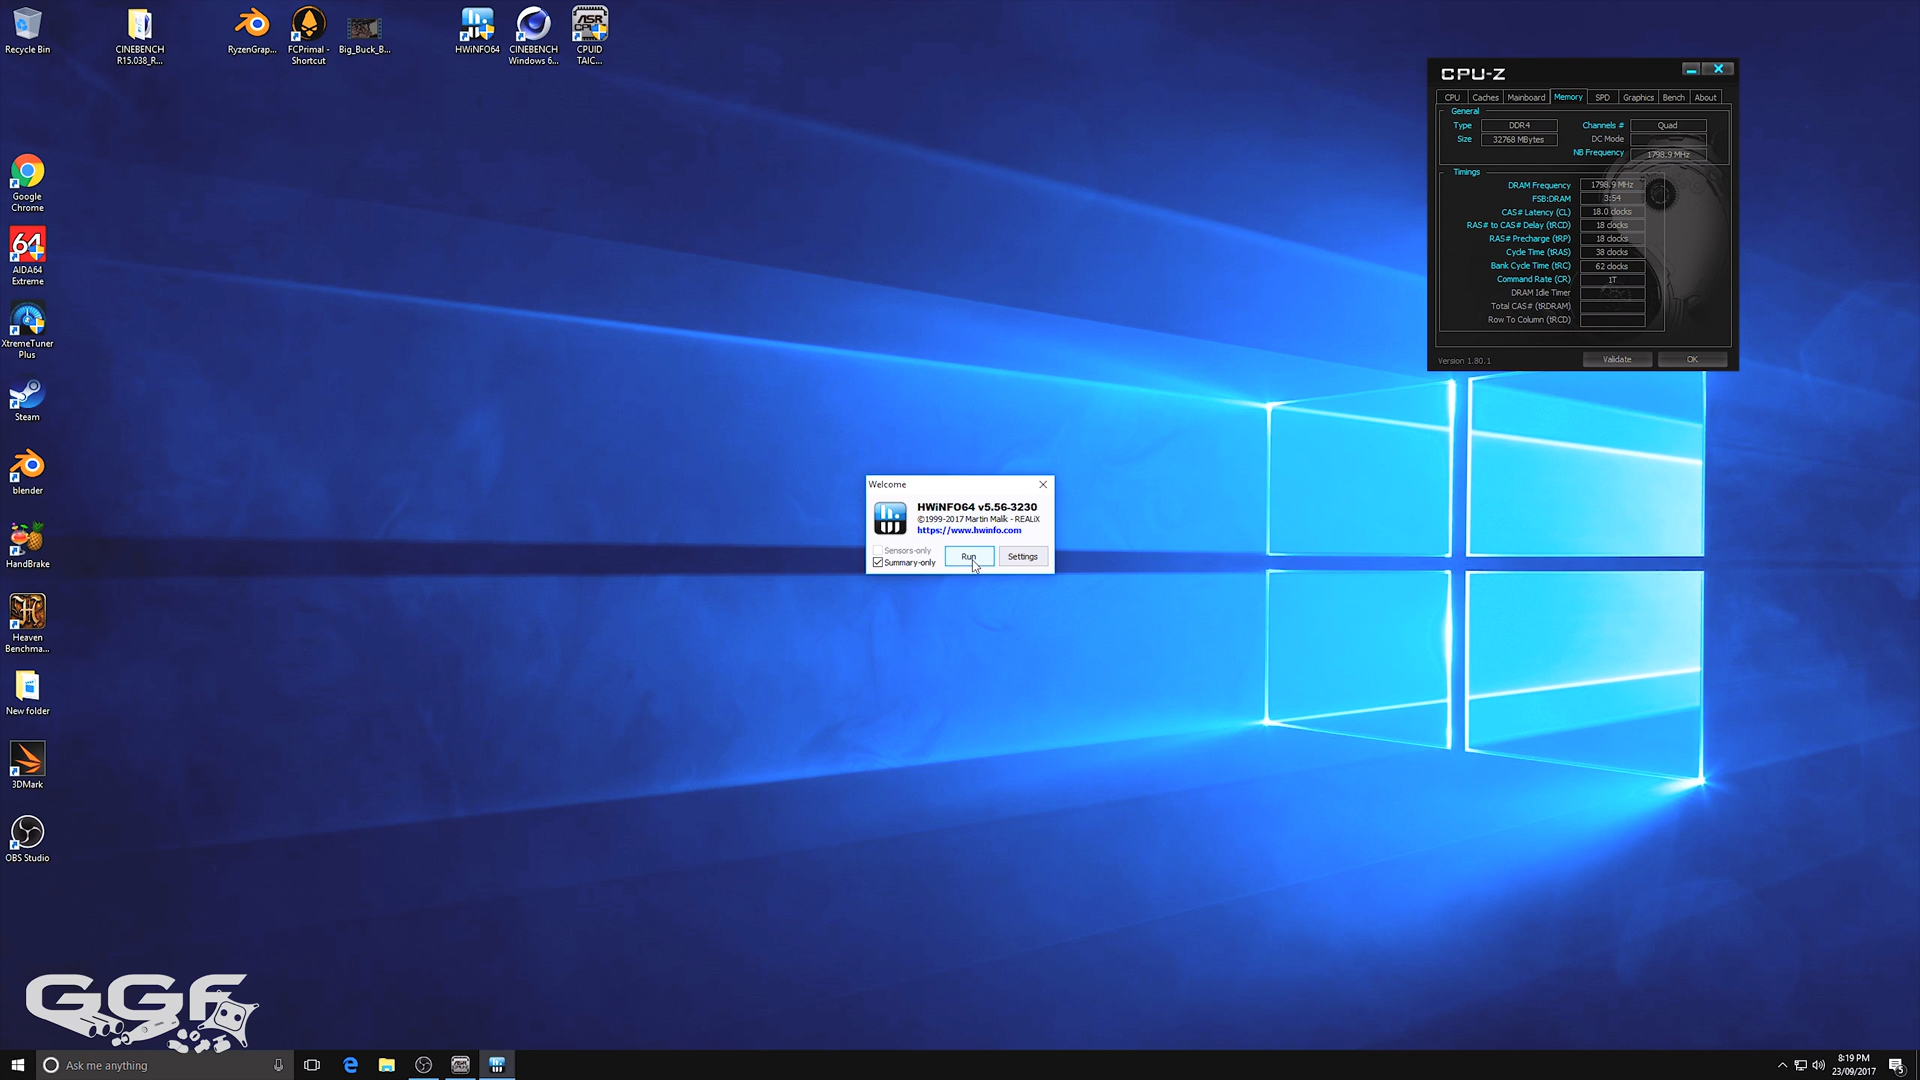 Recycle Bin
CINEBENCH
R15.038_R...
RyzenGrap...
FCPrimal -
Shortcut
Big_Buck_B...
HWiNFO64
CINEBENCH
Windows 6...
ASR
CPU
CPUID
TAIC...
Google
Chrome
64
AIDA64
Extreme
XtremeTuner
Plus
Steam
blender
HandBrake
Heaven
Benchma...
New folder
3DMark
OBS Studio
CPU-Z
CPU Caches Mainboard Memory SPD Graphics Bench About
General
Type DDR4 Channels # Quad
Size 32768 MBytes DC Mode
NB Frequency 1798.9 MHz
Timings
DRAM Frequency 1798.9 MHz
FSB:DRAM 3:54
CAS# Latency (CL) 18.0 clocks
RAS# to CAS# Delay (tRCD) 18 clocks
RAS# Precharge (tRP) 18 clocks
Cycle Time (tRAS) 38 clocks
Bank Cycle Time (tRC) 62 clocks
Command Rate (CR) 1T
DRAM Idle Timer
Total CAS# (tRDRAM)
Row To Column (tRCD)
Version 1.80.1 Validate OK
Welcome
HWiNFO64 v5.56-3230
©1999-2017 Martin Malik - REALiX
https://www.hwinfo.com
Sensors-only
Summary-only
Run Settings
GGF
Ask me anything
8:19 PM
23/09/2017
5